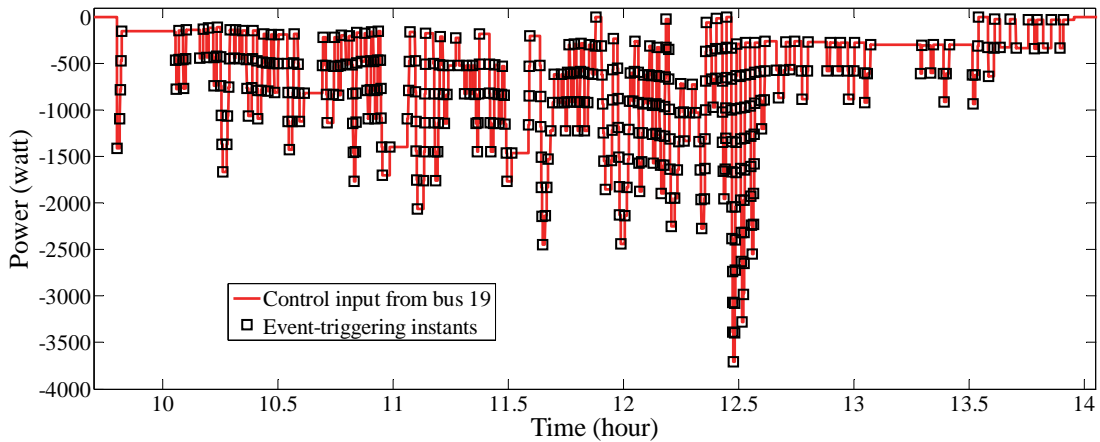 0
-500
-1000
-1500
-2000
-2500
-3000
-3500
-4000
Power (watt)
Control input from bus 19
Event-triggering instants
10 10.5 11 11.5 12 12.5 13 13.5 14
Time (hour)